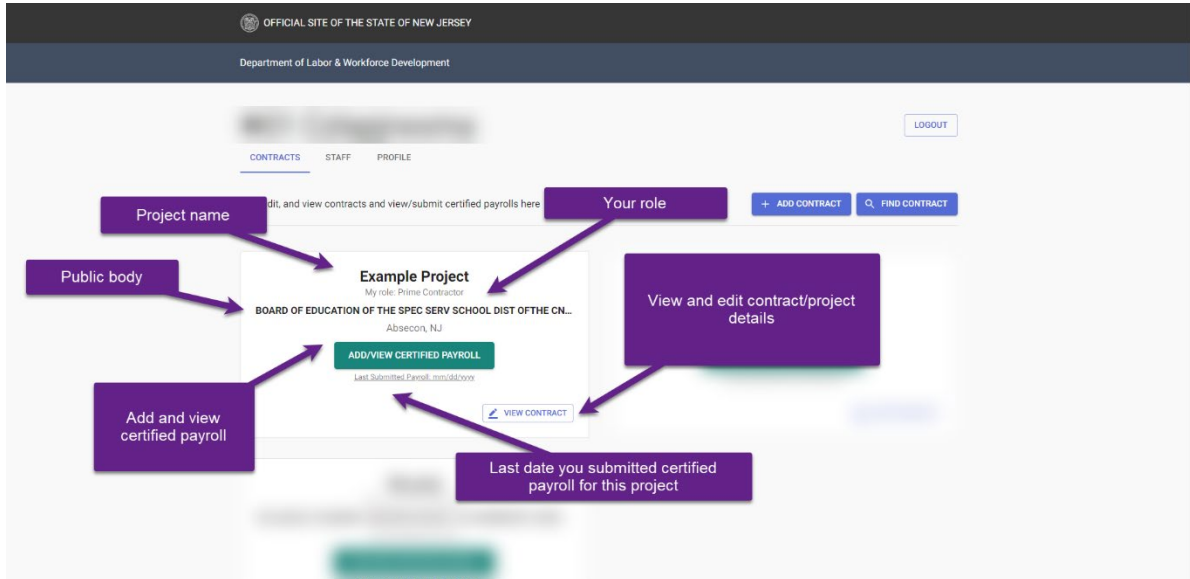 OFFICIAL SITE OF THE STATE OF NEW JERSEY
Department of Labor & Workforce Development
LOGOUT
CONTRACTS STAFF PROFILE
dit, and view contracts and view/submit certified payrolls here
+ ADD CONTRACT
FIND CONTRACT
Project name
Your role
Public body
Example Project
My role: Prime Contractor
BOARD OF EDUCATION OF THE SPEC SERV SCHOOL DIST OFTHE CN...
Absecon, NJ
ADD/VIEW CERTIFIED PAYROLL
Last Submitted Payroll: mm/dd/yyyy
VIEW CONTRACT
View and edit contract/project
details
Add and view
certified payroll
Last date you submitted certified
payroll for this project